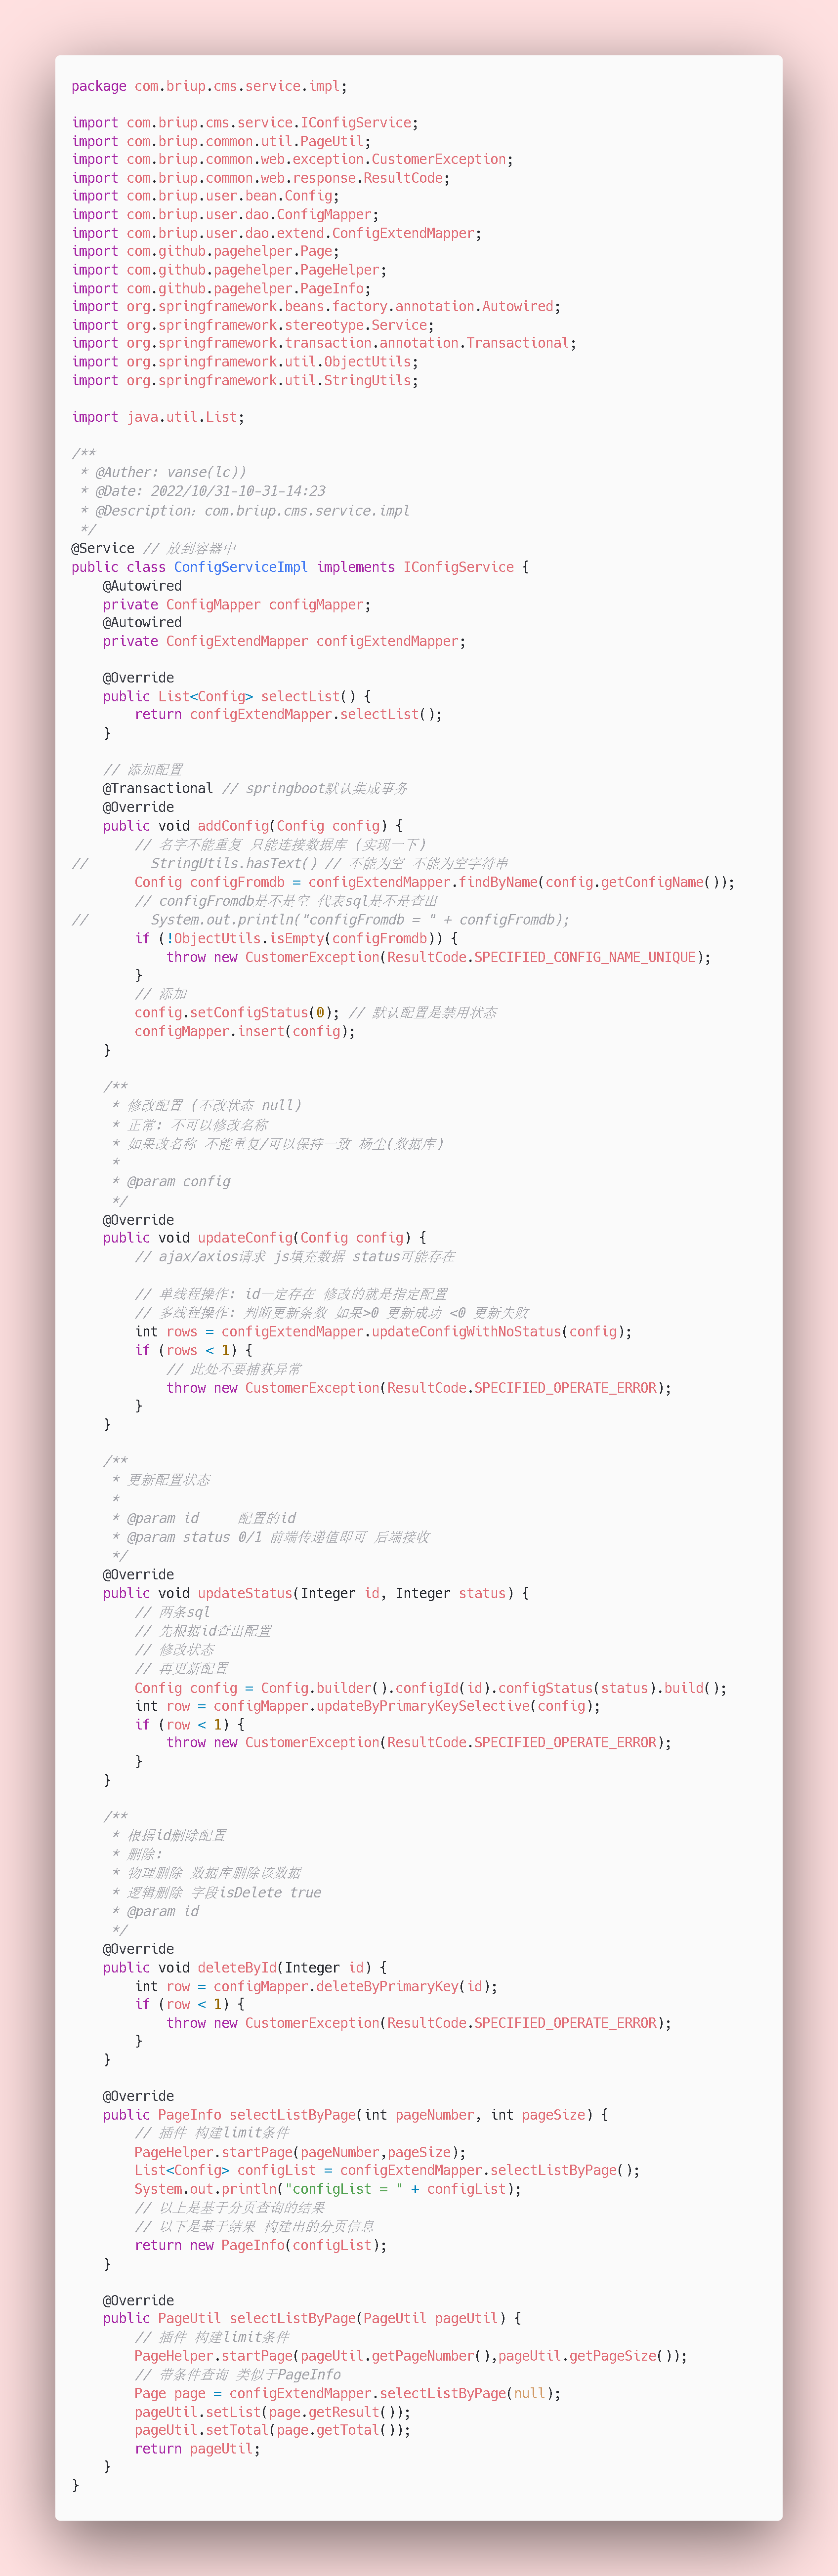 package com.briup.cms.service.impl;

import com.briup.cms.service.IConfigService;
import com.briup.common.util.PageUtil;
import com.briup.common.web.exception.CustomerException;
import com.briup.common.web.response.ResultCode;
import com.briup.user.bean.Config;
import com.briup.user.dao.ConfigMapper;
import com.briup.user.dao.extend.ConfigExtendMapper;
import com.github.pagehelper.Page;
import com.github.pagehelper.PageHelper;
import com.github.pagehelper.PageInfo;
import org.springframework.beans.factory.annotation.Autowired;
import org.springframework.stereotype.Service;
import org.springframework.transaction.annotation.Transactional;
import org.springframework.util.ObjectUtils;
import org.springframework.util.StringUtils;

import java.util.List;

/**
 * @Auther: vanse(lc))
 * @Date: 2022/10/31-10-31-14:23
 * @Description：com.briup.cms.service.impl
 */
@Service // 放到容器中
public class ConfigServiceImpl implements IConfigService {
    @Autowired
    private ConfigMapper configMapper;
    @Autowired
    private ConfigExtendMapper configExtendMapper;

    @Override
    public List<Config> selectList() {
        return configExtendMapper.selectList();
    }

    // 添加配置
    @Transactional // springboot默认集成事务
    @Override
    public void addConfig(Config config) {
        // 名字不能重复 只能连接数据库 (实现一下)
//        StringUtils.hasText() // 不能为空 不能为空字符串
        Config configFromdb = configExtendMapper.findByName(config.getConfigName());
        // configFromdb是不是空 代表sql是不是查出
//        System.out.println("configFromdb = " + configFromdb);
        if (!ObjectUtils.isEmpty(configFromdb)) {
            throw new CustomerException(ResultCode.SPECIFIED_CONFIG_NAME_UNIQUE);
        }
        // 添加
        config.setConfigStatus(0); // 默认配置是禁用状态
        configMapper.insert(config);
    }

    /**
     * 修改配置 (不改状态 null)
     * 正常: 不可以修改名称
     * 如果改名称 不能重复/可以保持一致 杨尘(数据库)
     *
     * @param config
     */
    @Override
    public void updateConfig(Config config) {
        // ajax/axios请求 js填充数据 status可能存在

        // 单线程操作: id一定存在 修改的就是指定配置
        // 多线程操作: 判断更新条数 如果>0 更新成功 <0 更新失败
        int rows = configExtendMapper.updateConfigWithNoStatus(config);
        if (rows < 1) {
            // 此处不要捕获异常
            throw new CustomerException(ResultCode.SPECIFIED_OPERATE_ERROR);
        }
    }

    /**
     * 更新配置状态
     *
     * @param id     配置的id
     * @param status 0/1 前端传递值即可 后端接收
     */
    @Override
    public void updateStatus(Integer id, Integer status) {
        // 两条sql
        // 先根据id查出配置
        // 修改状态
        // 再更新配置
        Config config = Config.builder().configId(id).configStatus(status).build();
        int row = configMapper.updateByPrimaryKeySelective(config);
        if (row < 1) {
            throw new CustomerException(ResultCode.SPECIFIED_OPERATE_ERROR);
        }
    }

    /**
     * 根据id删除配置
     * 删除:
     * 物理删除 数据库删除该数据
     * 逻辑删除 字段isDelete true
     * @param id
     */
    @Override
    public void deleteById(Integer id) {
        int row = configMapper.deleteByPrimaryKey(id);
        if (row < 1) {
            throw new CustomerException(ResultCode.SPECIFIED_OPERATE_ERROR);
        }
    }

    @Override
    public PageInfo selectListByPage(int pageNumber, int pageSize) {
        // 插件 构建limit条件
        PageHelper.startPage(pageNumber,pageSize);
        List<Config> configList = configExtendMapper.selectListByPage();
        System.out.println("configList = " + configList);
        // 以上是基于分页查询的结果
        // 以下是基于结果 构建出的分页信息
        return new PageInfo(configList);
    }

    @Override
    public PageUtil selectListByPage(PageUtil pageUtil) {
        // 插件 构建limit条件
        PageHelper.startPage(pageUtil.getPageNumber(),pageUtil.getPageSize());
        // 带条件查询 类似于PageInfo
        Page page = configExtendMapper.selectListByPage(null);
        pageUtil.setList(page.getResult());
        pageUtil.setTotal(page.getTotal());
        return pageUtil;
    }
}